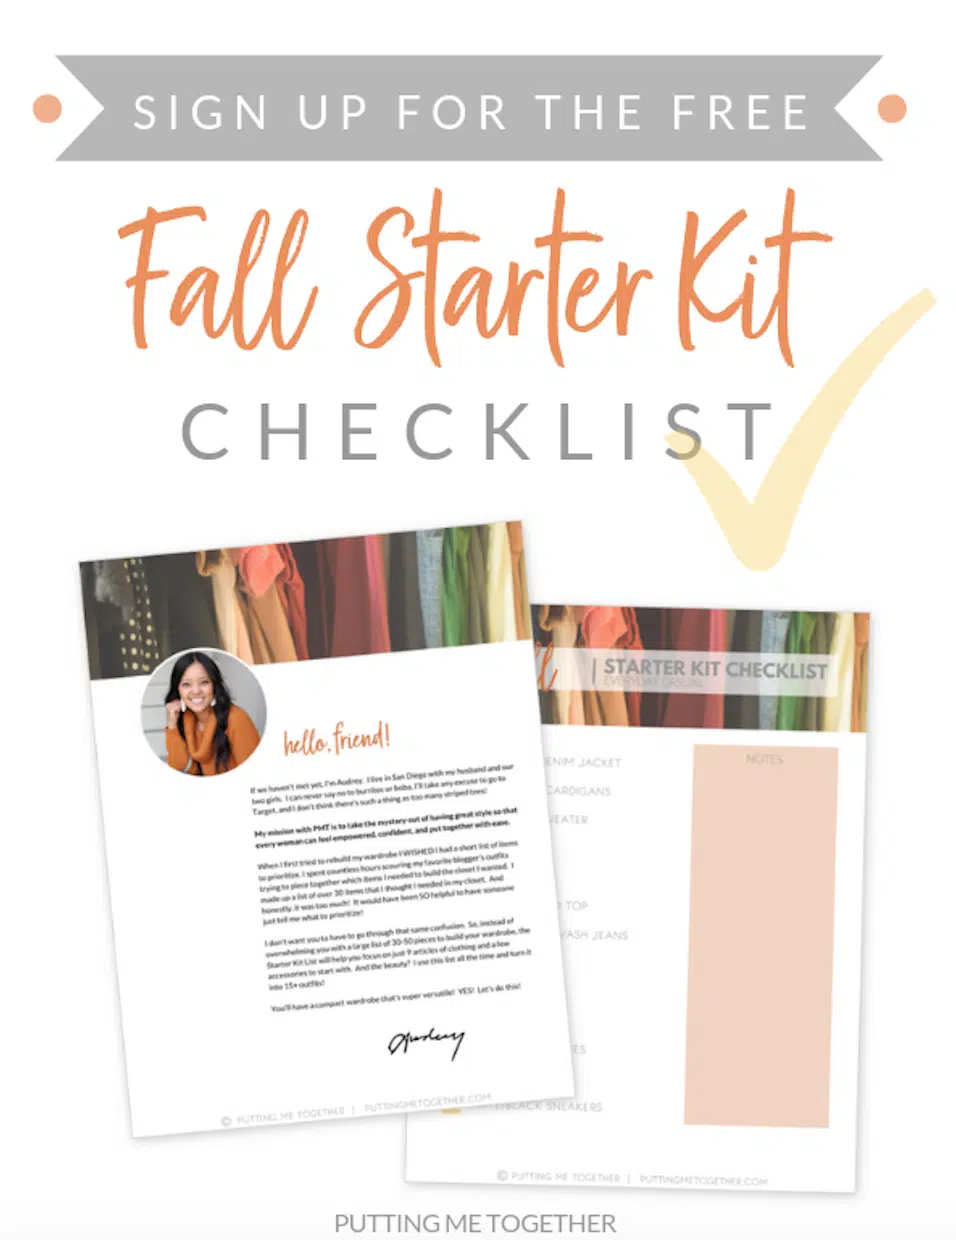 SIGN UP FOR THE FREE
Fall Starter Kit
CHECKLIST
hello, friend!
If we haven't met yet, I'm Audrey. I live in San Diego with my husband and our
two girls. I can never say no to burritos or boba, I'll take any excuse to go to
Target, and I don't think there's such a thing as too many striped tees!
My mission with PMT is to take the mystery out of having great style so that
every woman can feel empowered, confident, and put together with ease.
When I first tried to rebuild my wardrobe I WISHED I had a short list of items
to prioritize. I spent countless hours scouring my favorite blogger's outfits
trying to piece together which items I needed to build the closet I wanted. I
made up a list of over 30 items that I thought I needed in my closet. And
honestly, it was too much! It would have been SO helpful to have someone
just tell me what to prioritize!
I don't want you to have to go through that same confusion. So, instead of
overwhelming you with a large list of 30-50 pieces to build your wardrobe, the
Starter Kit List will help you focus on just 9 articles of clothing and a few
accessories to start with. And the beauty? I use this list all the time and turn it
into 15+ outfits!
You'll have a compact wardrobe that's super versatile! YES! Let's do this!
Audrey
© PUTTING ME TOGETHER | PUTTINGMETOGETHER.COM
| STARTER KIT CHECKLIST
EVERYDAY CASUAL
NOTES
ENIM JACKET
CARDIGANS
EATER
TOP
ASH JEANS
ES
BLACK SNEAKERS
© PUTTING ME TOGETHER | PUTTINGMETOGETHER.COM
PUTTING ME TOGETHER